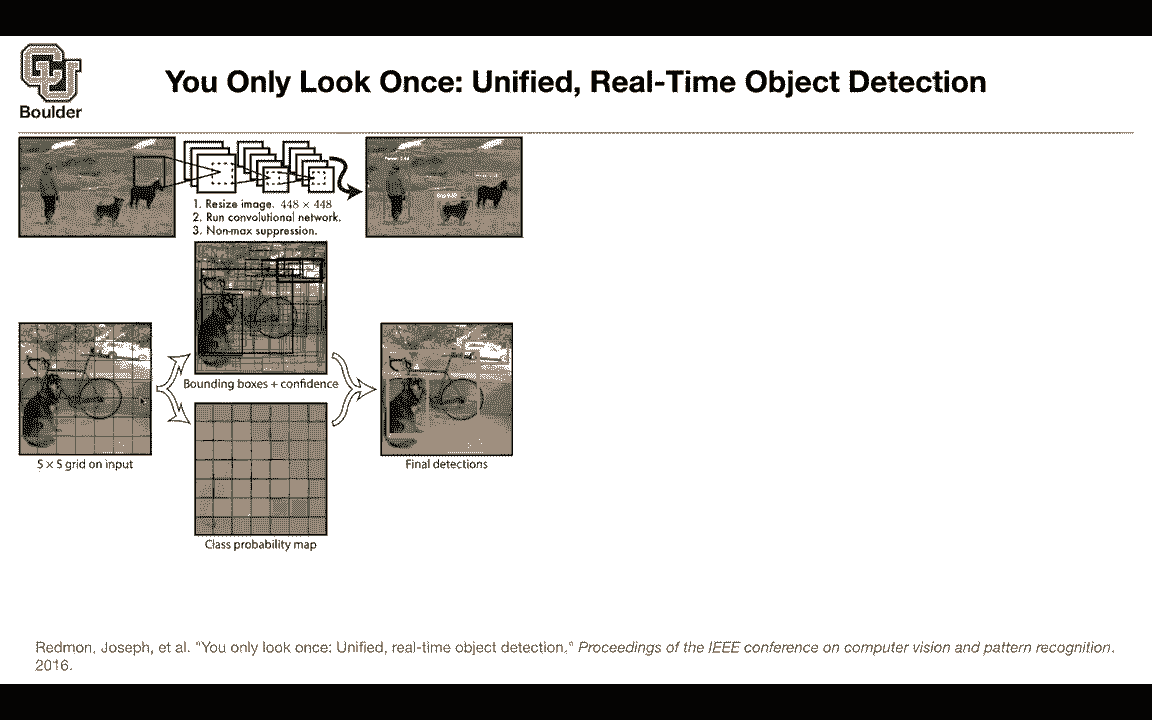 Boulder
You Only Look Once: Unified, Real-Time Object Detection
1. Resize image. 448 × 448
2. Run convolutional network.
3. Non-max suppression.
Bounding boxes + confidence
S × S grid on input
Final detections
Class probability map
Redmon, Joseph, et al. "You only look once: Unified, real-time object detection." Proceedings of the IEEE conference on computer vision and pattern recognition.
2016.